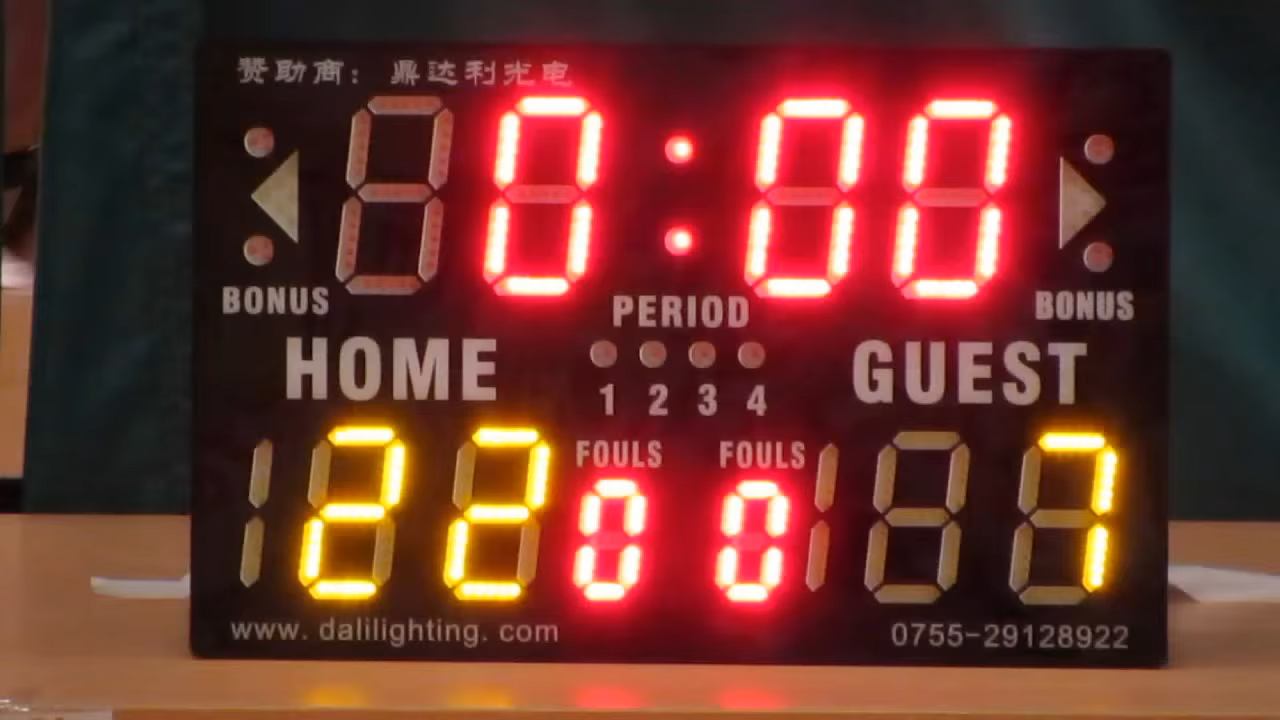 赞助商：鼎达利光电
0:00
BONUS PERIOD BONUS
HOME GUEST
1 2 3 4
FOULS FOULS
22 0 0 7
www.dalilighting.com 0755-29128922